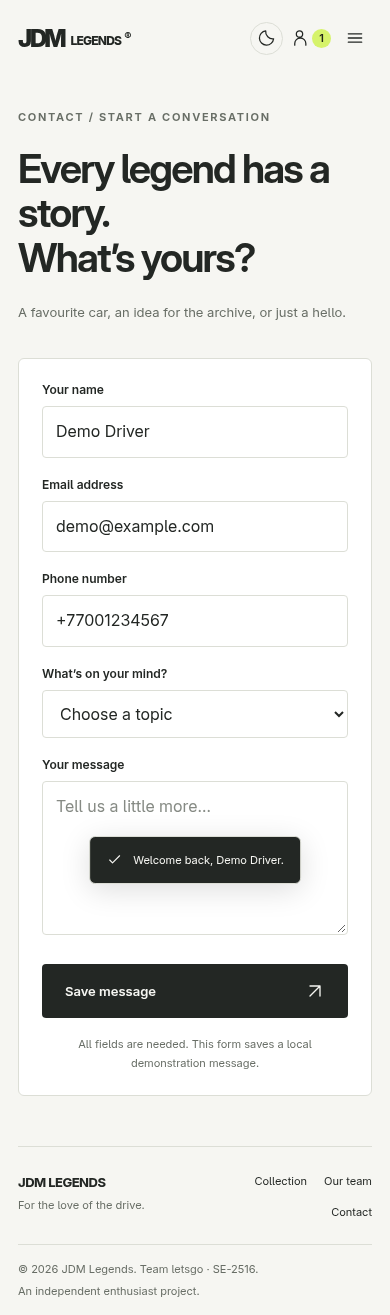 JDM LEGENDS ®
1
CONTACT / START A CONVERSATION
Every legend has a
story.
What’s yours?
A favourite car, an idea for the archive, or just a hello.
Your name
Demo Driver
Email address
demo@example.com
Phone number
+77001234567
What’s on your mind?
Choose a topic
Your message
Tell us a little more...
Welcome back, Demo Driver.
Save message
All fields are needed. This form saves a local
demonstration message.
JDM LEGENDS
For the love of the drive.
Collection Our team
Contact
© 2026 JDM Legends. Team letsgo · SE-2516.
An independent enthusiast project.